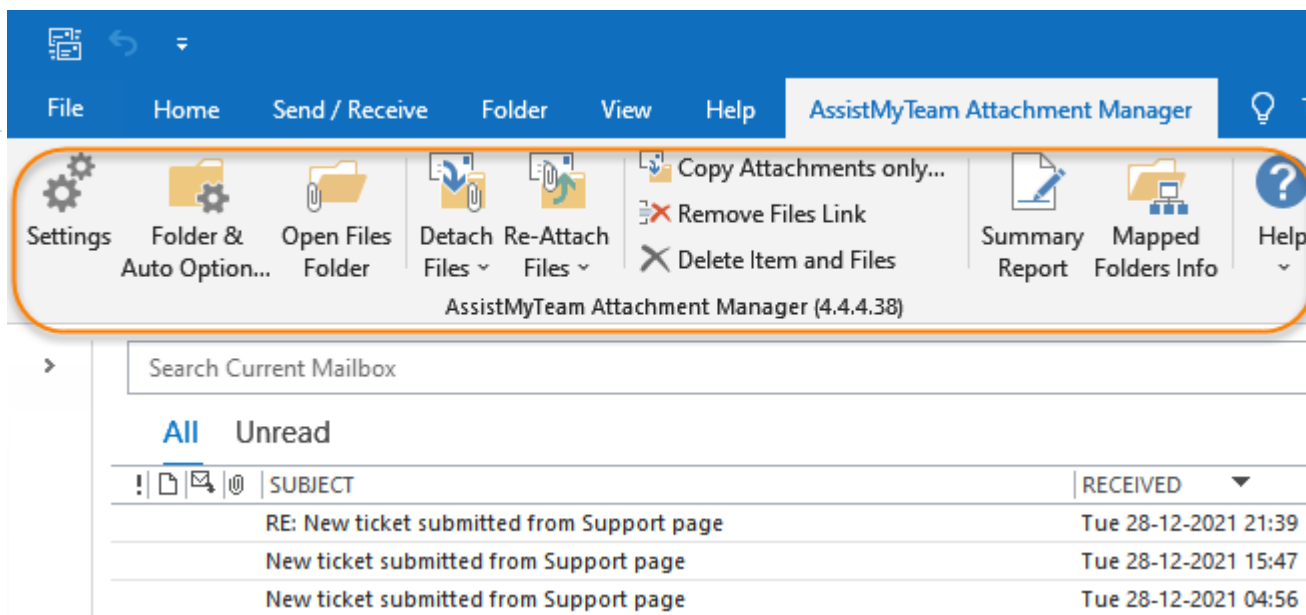 File Home Send / Receive Folder View Help AssistMyTeam Attachment Manager
Settings
Folder &
Auto Option...
Open Files
Folder
Detach
Files
Re-Attach
Files
Copy Attachments only...
Remove Files Link
Delete Item and Files
Summary
Report
Mapped
Folders Info
Help
AssistMyTeam Attachment Manager (4.4.4.38)
Search Current Mailbox
All Unread
! SUBJECT RECEIVED
RE: New ticket submitted from Support page Tue 28-12-2021 21:39
New ticket submitted from Support page Tue 28-12-2021 15:47
New ticket submitted from Support page Tue 28-12-2021 04:56